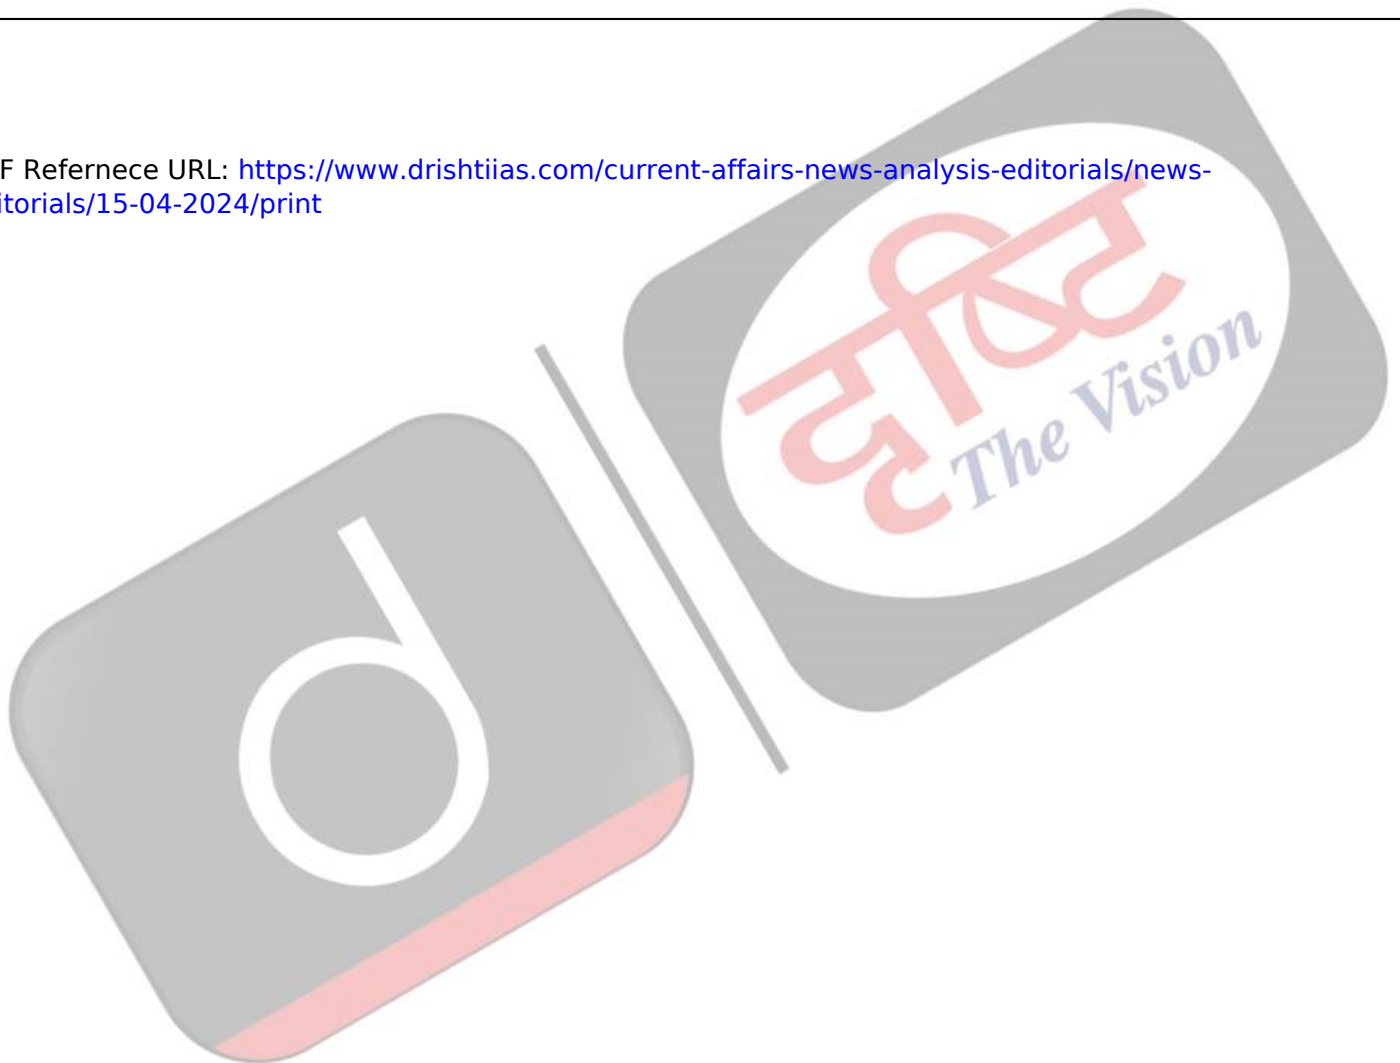 F Refernece URL: https://www.drishtiias.com/current-affairs-news-analysis-editorials/news-
itorials/15-04-2024/print
दृष्टि
The Vision
d